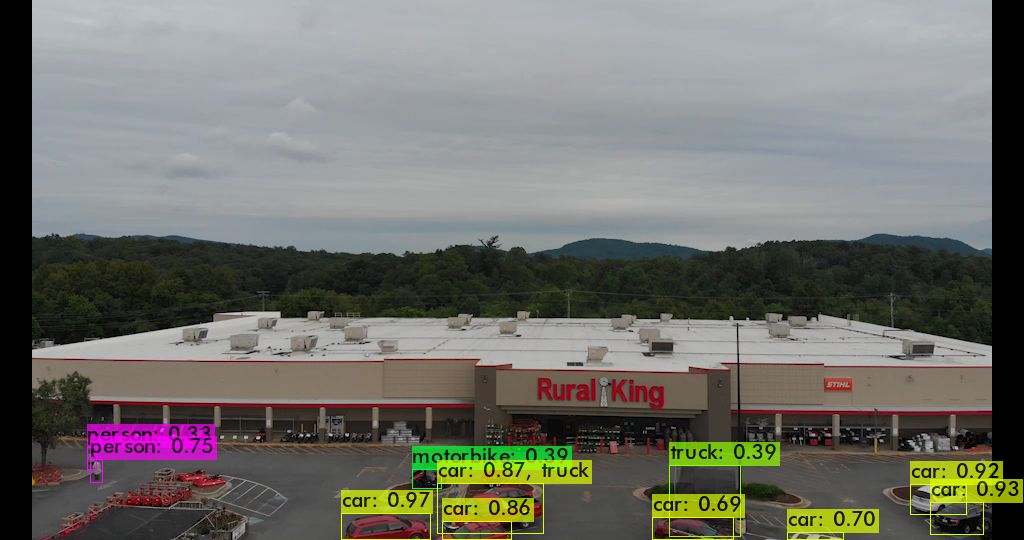 Rural King
STIHL
person: 0.33
person: 0.75
motorbike: 0.39
truck: 0.39
car: 0.87, truck
car: 0.92
car: 0.93
car: 0.97
car: 0.86
car: 0.69
car: 0.70